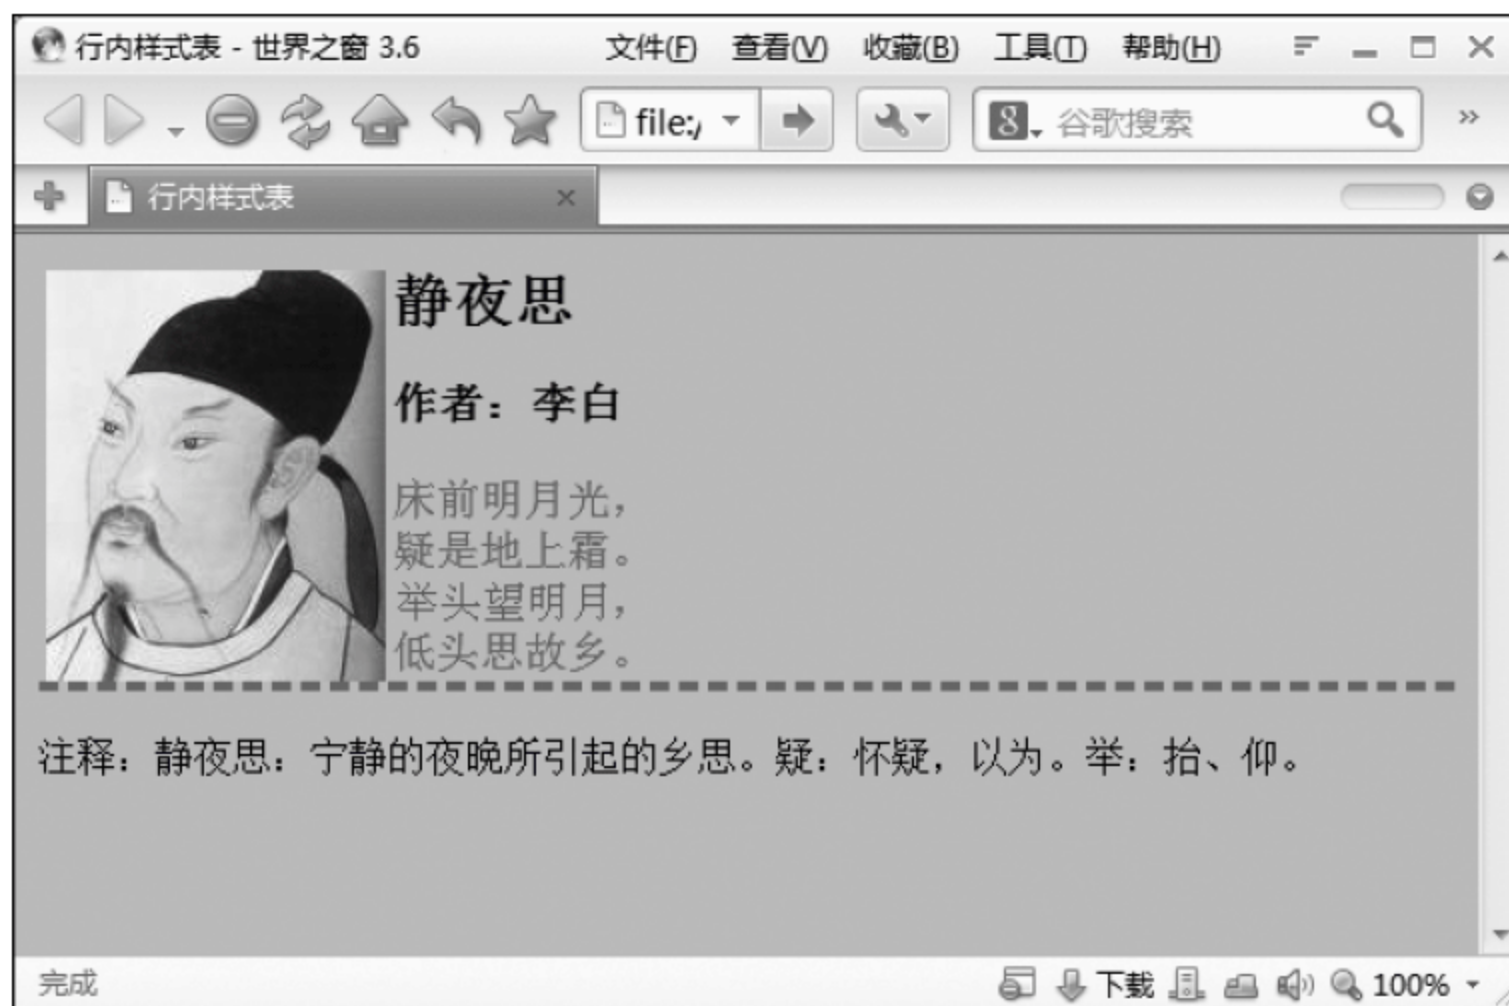 行内样式表 - 世界之窗 3.6 文件(F) 查看(V) 收藏(B) 工具(T) 帮助(H)
file:/ 谷歌搜索
行内样式表
静夜思
作者：李白
床前明月光，
疑是地上霜。
举头望明月，
低头思故乡。
注释：静夜思：宁静的夜晚所引起的乡思。疑：怀疑，以为。举：抬、仰。
完成 下载 100%